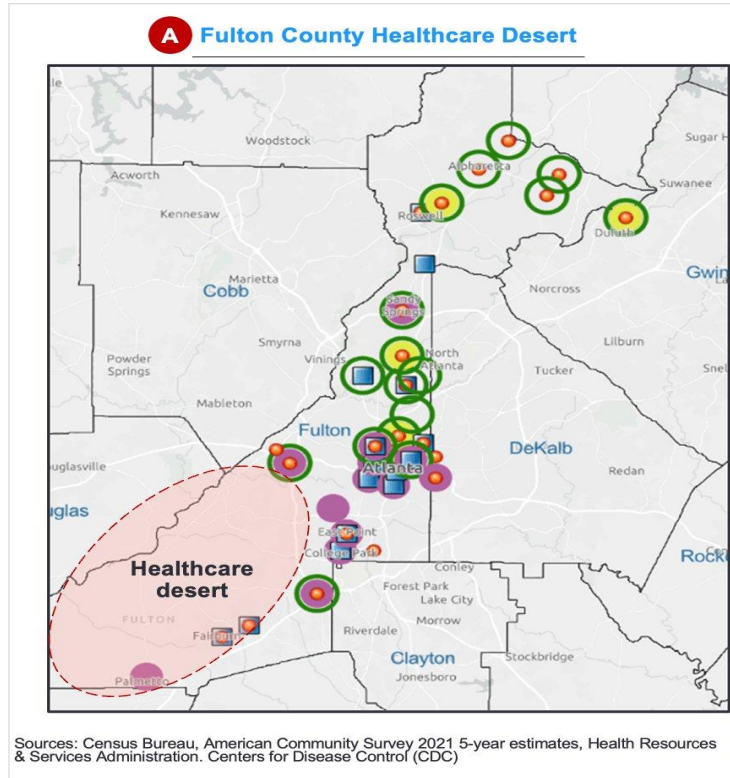 A Fulton County Healthcare Desert
Woodstock
Sugar H
Acworth
Alpharetta
Suwanee
Kennesaw
Roswell
Duluth
Gwin
Marietta
Cobb
Norcross
Sandy
Springs
Smyrna
Vinings
North
Atlanta
Lilburn
Powder
Springs
Tucker
Snel
Mableton
Fulton
DeKalb
uglasville
Atlanta
Redan
uglas
East Point
College Park
Rock
Conley
Healthcare
desert
Forest Park
Lake City
FULTON
Morrow
Riverdale
Clayton
Stockbridge
Jonesboro
Palmetto
Sources: Census Bureau, American Community Survey 2021 5-year estimates, Health Resources
& Services Administration. Centers for Disease Control (CDC)